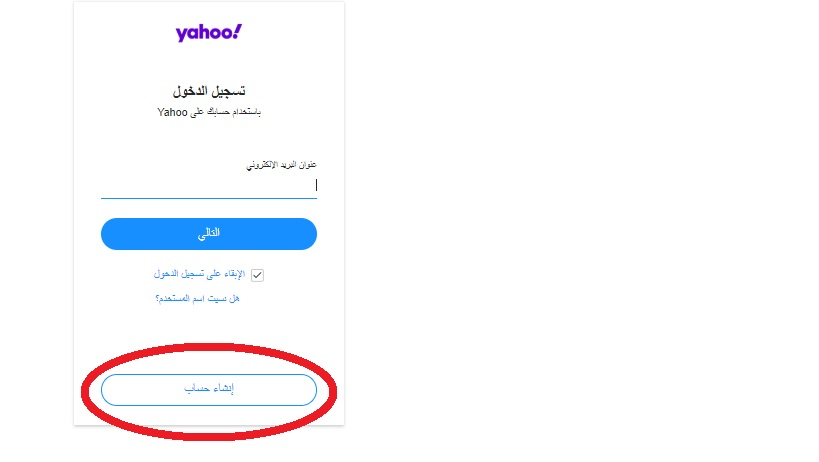 yahoo!
تسجيل الدخول
باستخدام حسابك على Yahoo
عنوان البريد الإلكتروني
التالي
الإبقاء على تسجيل الدخول
هل نسيت اسم المستخدم؟
إنشاء حساب